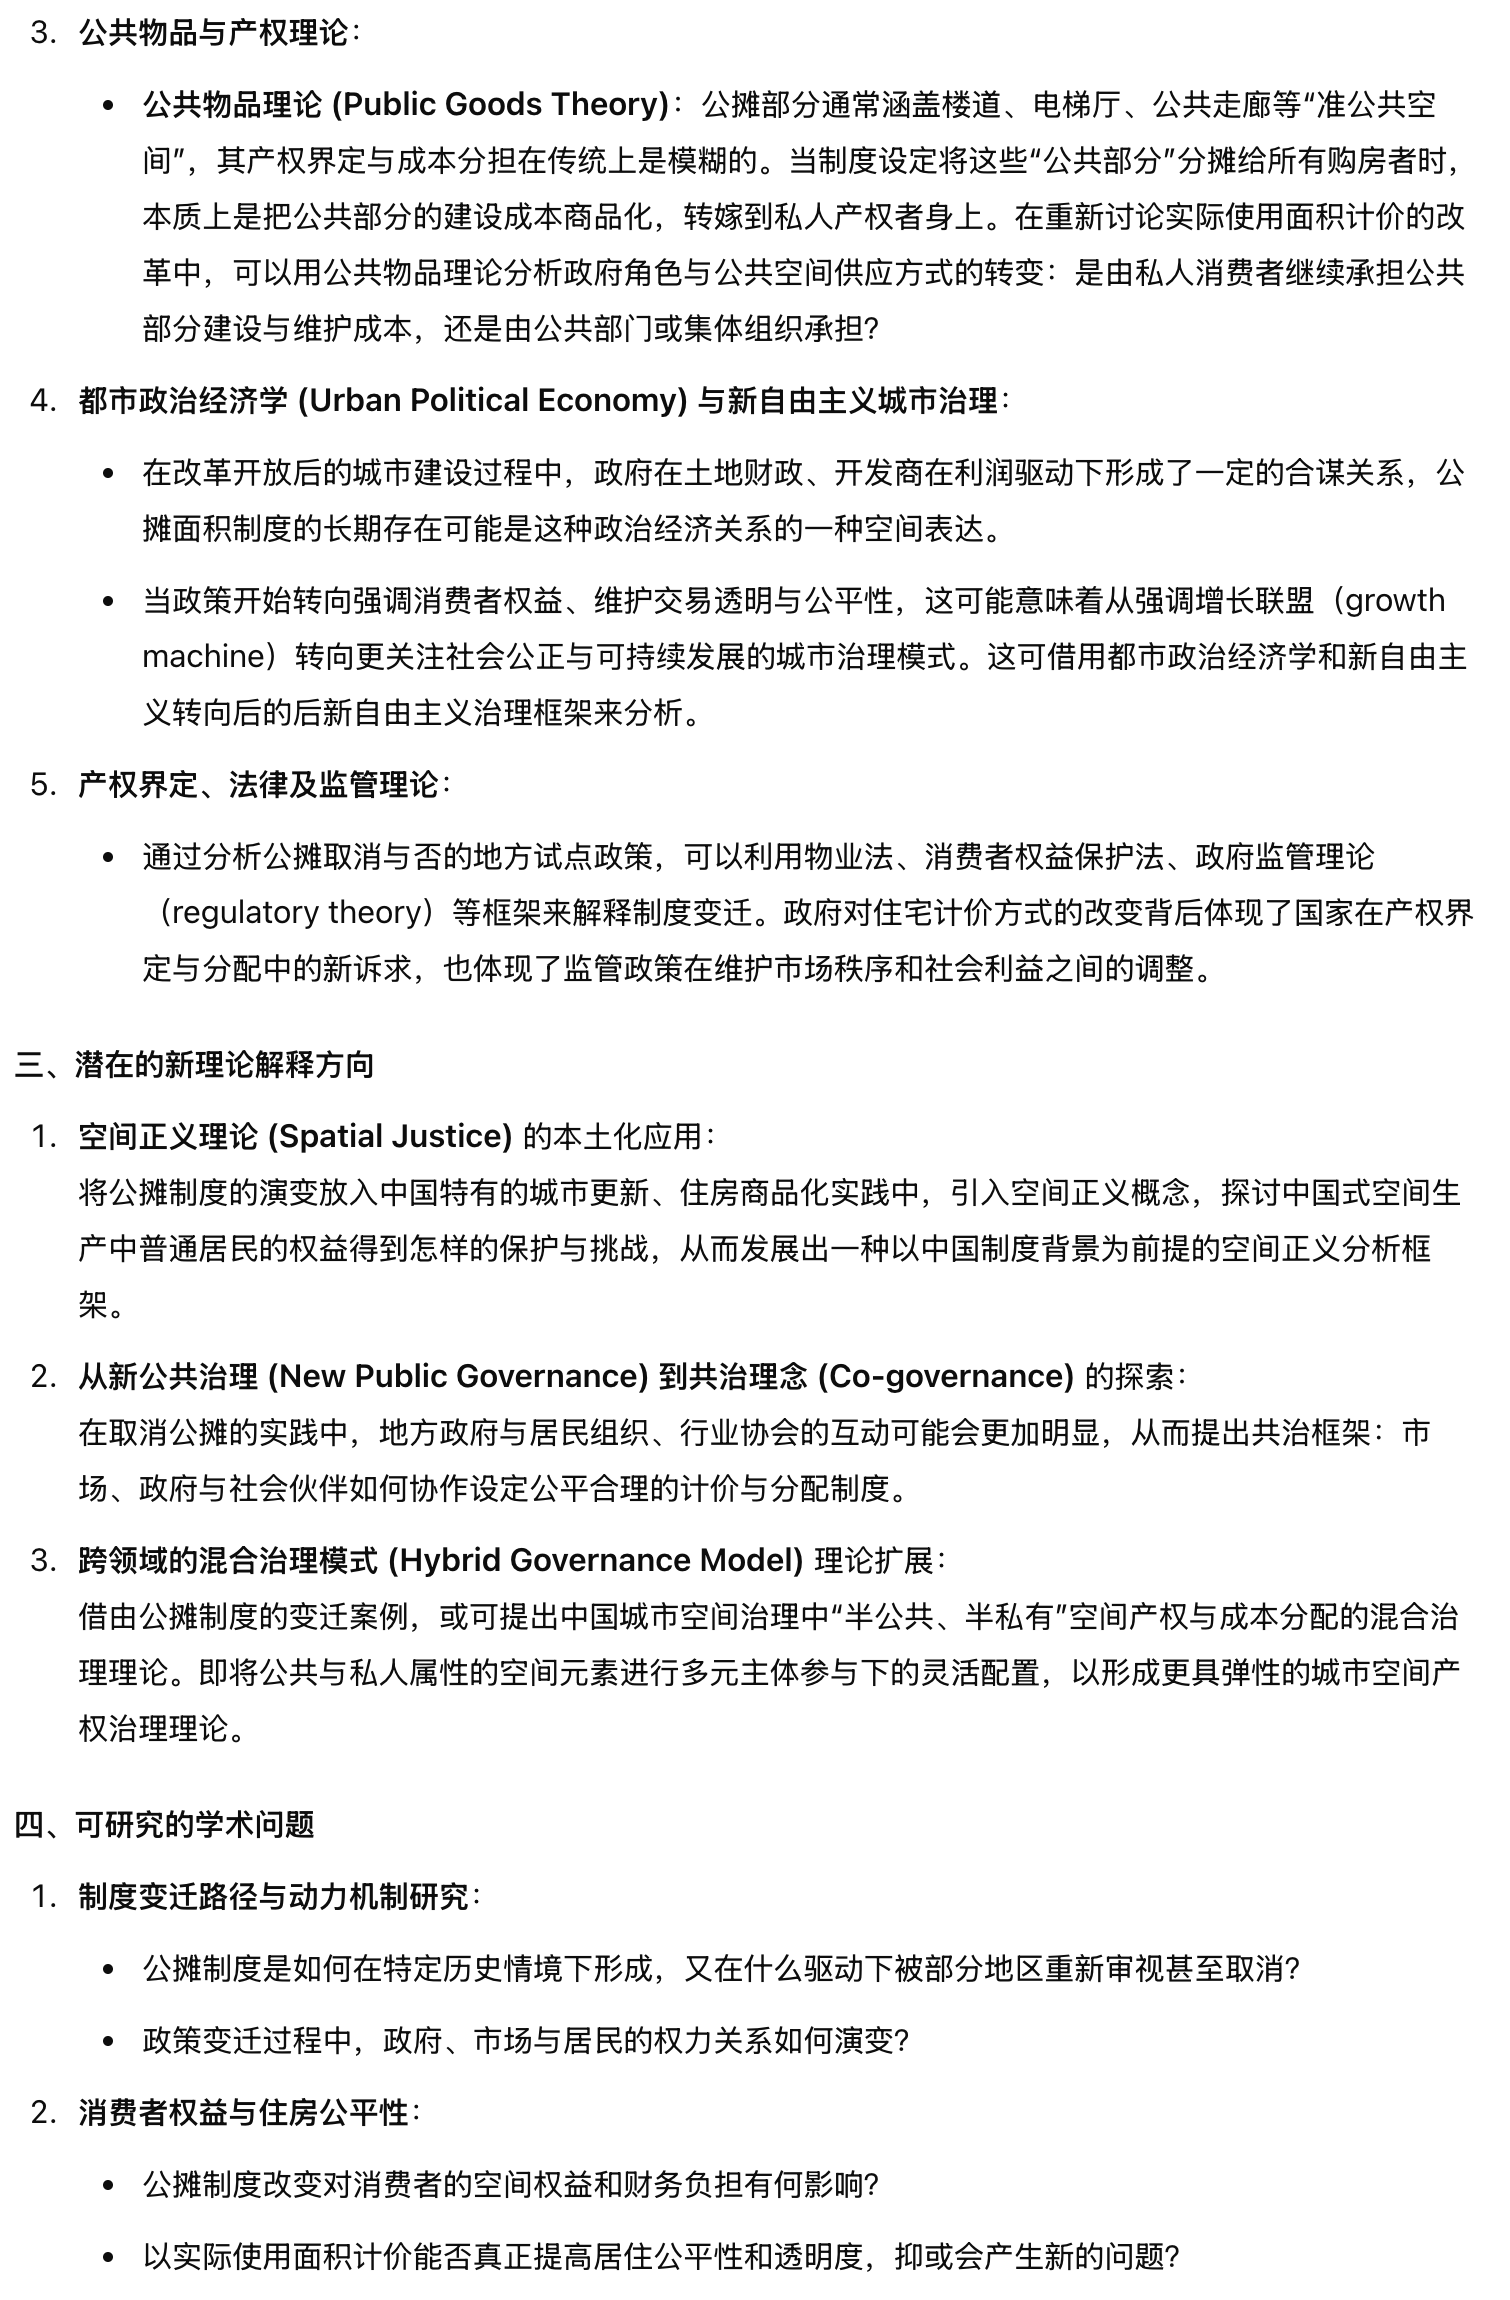 3. 公共物品与产权理论：
• 公共物品理论 (Public Goods Theory)：公摊部分通常涵盖楼道、电梯厅、公共走廊等“准公共空
间”，其产权界定与成本分担在传统上是模糊的。当制度设定将这些“公共部分”分摊给所有购房者时，
本质上是把公共部分的建设成本商品化，转嫁到私人产权者身上。在重新讨论实际使用面积计价的改
革中，可以用公共物品理论分析政府角色与公共空间供应方式的转变：是由私人消费者继续承担公共
部分建设与维护成本，还是由公共部门或集体组织承担？
4. 都市政治经济学 (Urban Political Economy) 与新自由主义城市治理：
• 在改革开放后的城市建设过程中，政府在土地财政、开发商在利润驱动下形成了一定的合谋关系，公
摊面积制度的长期存在可能是这种政治经济关系的一种空间表达。
• 当政策开始转向强调消费者权益、维护交易透明与公平性，这可能意味着从强调增长联盟（growth
machine）转向更关注社会公正与可持续发展的城市治理模式。这可借用都市政治经济学和新自由主
义转向后的后新自由主义治理框架来分析。
5. 产权界定、法律及监管理论：
• 通过分析公摊取消与否的地方试点政策，可以利用物业法、消费者权益保护法、政府监管理论
（regulatory theory）等框架来解释制度变迁。政府对住宅计价方式的改变背后体现了国家在产权界
定与分配中的新诉求，也体现了监管政策在维护市场秩序和社会利益之间的调整。
三、潜在的新理论解释方向
1. 空间正义理论 (Spatial Justice) 的本土化应用：
将公摊制度的演变放入中国特有的城市更新、住房商品化实践中，引入空间正义概念，探讨中国式空间生
产中普通居民的权益得到怎样的保护与挑战，从而发展出一种以中国制度背景为前提的空间正义分析框
架。
2. 从新公共治理 (New Public Governance) 到共治理念 (Co-governance) 的探索：
在取消公摊的实践中，地方政府与居民组织、行业协会的互动可能会更加明显，从而提出共治框架：市
场、政府与社会伙伴如何协作设定公平合理的计价与分配制度。
3. 跨领域的混合治理模式 (Hybrid Governance Model) 理论扩展：
借由公摊制度的变迁案例，或可提出中国城市空间治理中“半公共、半私有”空间产权与成本分配的混合治
理理论。即将公共与私人属性的空间元素进行多元主体参与下的灵活配置，以形成更具弹性的城市空间产
权治理理论。
四、可研究的学术问题
1. 制度变迁路径与动力机制研究：
• 公摊制度是如何在特定历史情境下形成，又在什么驱动下被部分地区重新审视甚至取消？
• 政策变迁过程中，政府、市场与居民的权力关系如何演变？
2. 消费者权益与住房公平性：
• 公摊制度改变对消费者的空间权益和财务负担有何影响？
• 以实际使用面积计价能否真正提高居住公平性和透明度，抑或会产生新的问题？